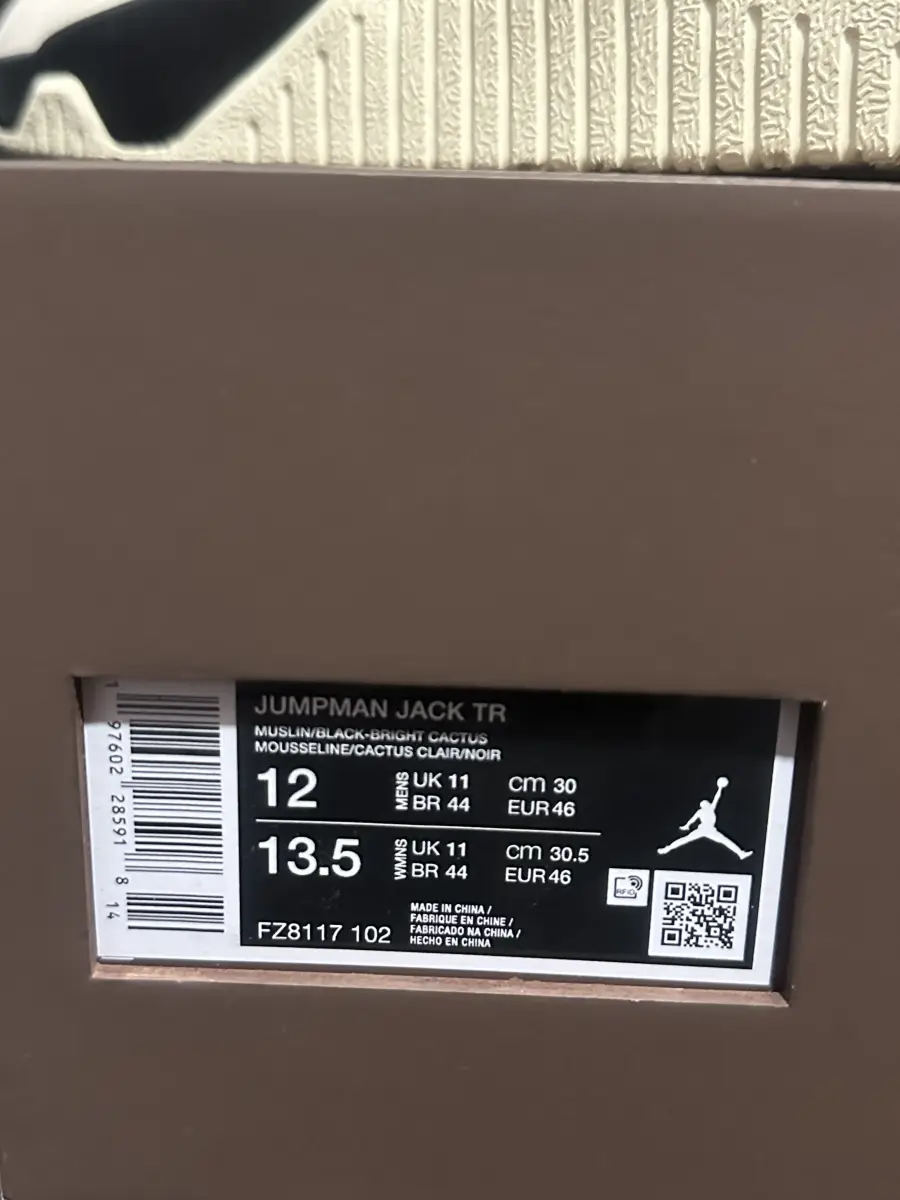 JUMPMAN JACK TR
MUSLIN/BLACK-BRIGHT CACTUS
MOUSSELINE/CACTUS CLAIR/NOIR
12 MENS UK 11 cm 30
BR 44 EUR 46
13.5 WMNS UK 11 cm 30.5
BR 44 EUR 46
FZ8117 102
MADE IN CHINA /
FABRIQUE EN CHINE /
FABRICADO NA CHINA /
HECHO EN CHINA
RFID
1 97602 28591 8 14